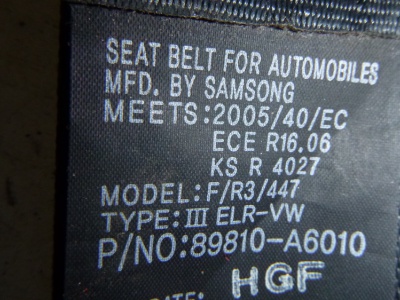 SEAT BELT FOR AUTOMOBILES
MFD. BY SAMSONG
MEETS:2005/40/EC
ECE R16.06
KS R 4027
MODEL:F/R3/447
TYPE:III ELR-VW
P/NO:89810-A6010
HGF